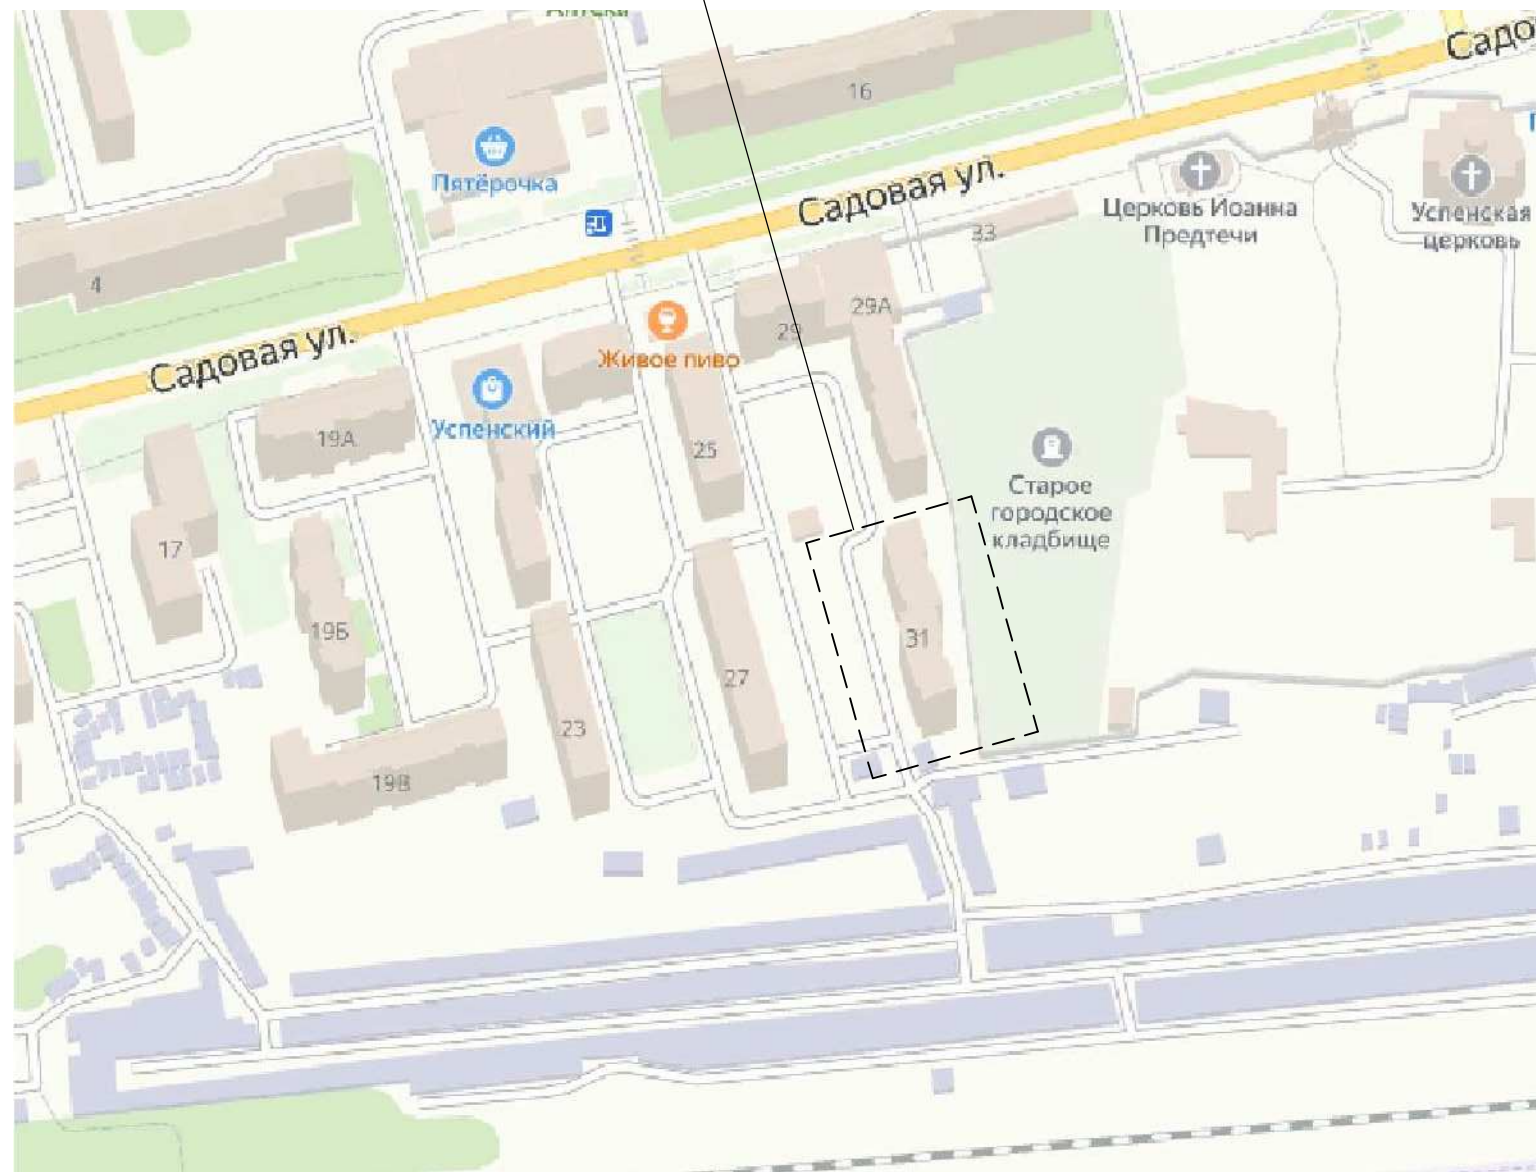 Аптека
Садо
16
Пятёрочка
Садовая ул.
Церковь Иоанна
Предтечи
Успенская
церковь
33
4
29А
29
Садовая ул.
Живое пиво
Успенский
19А
25
Старое
городское
кладбище
17
19Б
31
27
23
19В